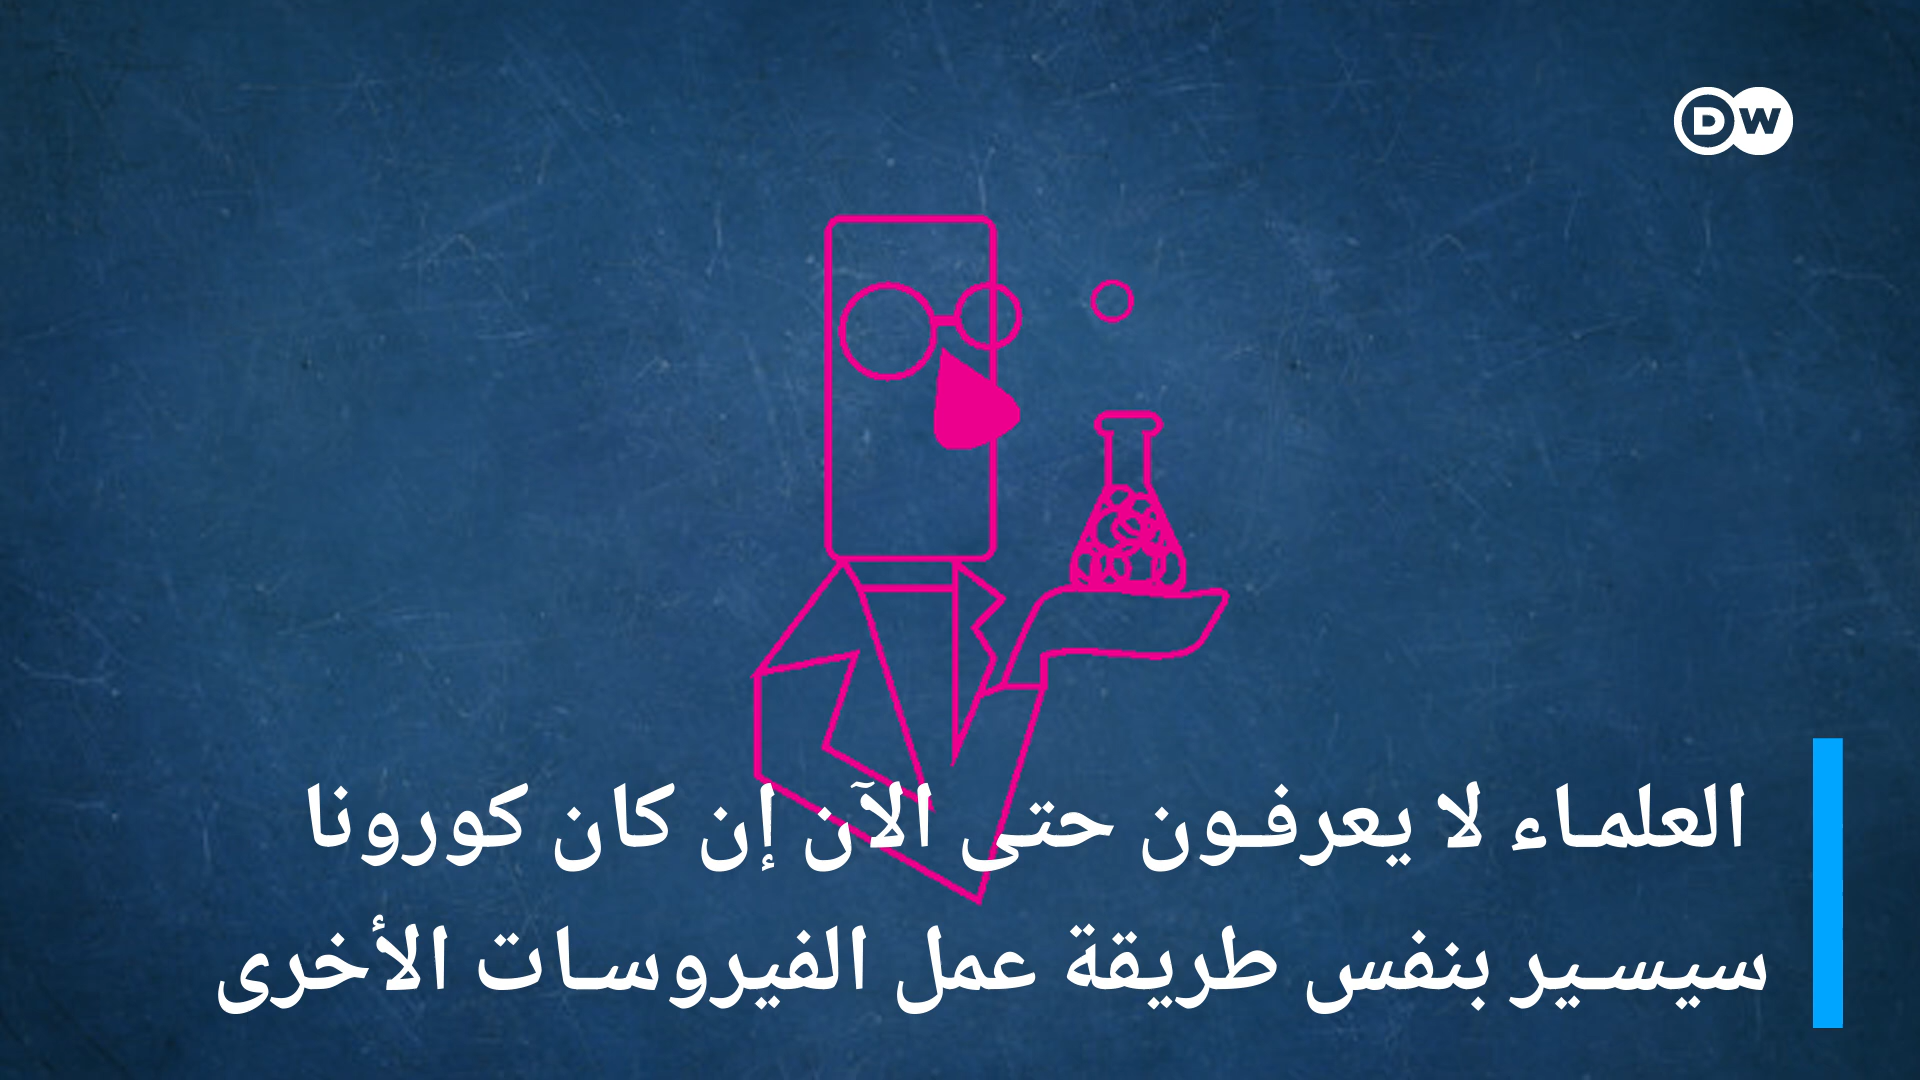 DW
العلماء لا يعرفون حتى الآن إن كان كورونا
سيسير بنفس طريقة عمل الفيروسات الأخرى